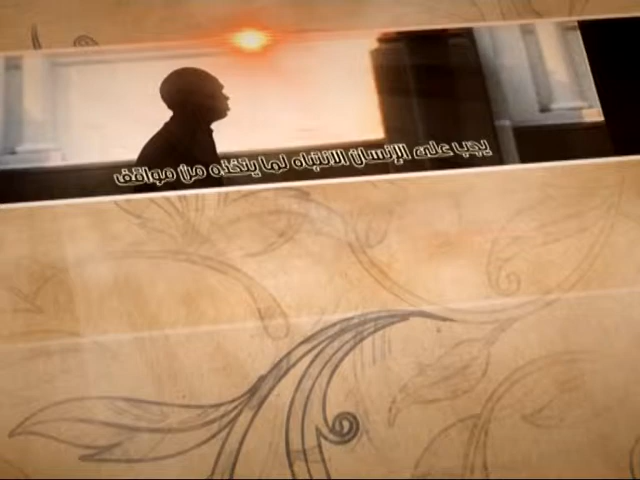 يجب على الإنسان الانتباه لما يتخذه من مواقف